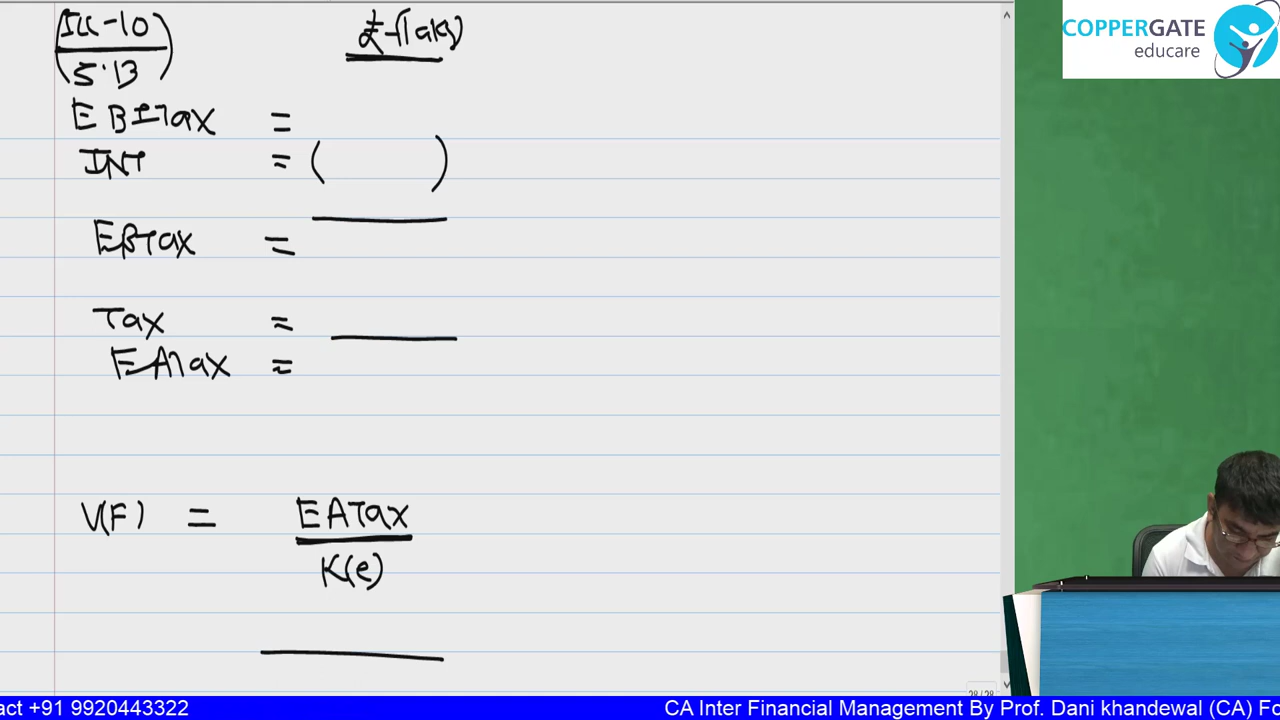 ILL-10
5.13
₹-(lakh)
EBITax =
INT = ( )
EBTax =
Tax =
EATax =
V(F) = EATax
K(e)
COPPERGATE
educare
act +91 9920443322
CA Inter Financial Management By Prof. Dani khandewal (CA) Fo